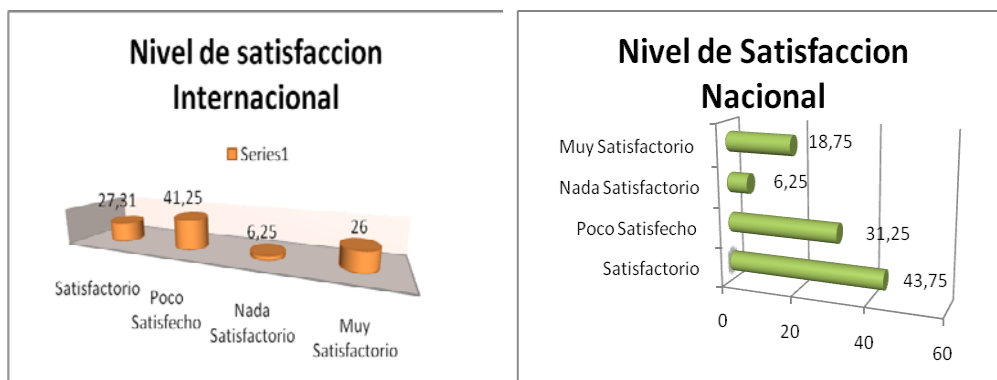 Nivel de satisfaccion
Internacional
Series1
27,31
41,25
6,25
26
Satisfactorio
Poco
Satisfecho
Nada
Satisfactorio
Muy
Satisfactorio
Nivel de Satisfaccion
Nacional
Muy Satisfactorio
18,75
Nada Satisfactorio
6,25
Poco Satisfecho
31,25
Satisfactorio
43,75
0
20
40
60